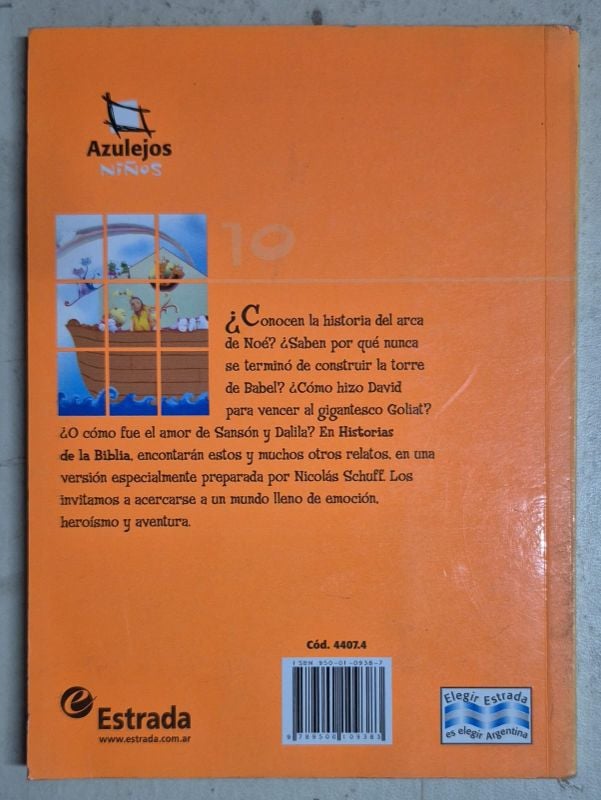 Azulejos
NIÑOS
10
¿Conocen la historia del arca
de Noé? ¿Saben por qué nunca
se terminó de construir la torre
de Babel? ¿Cómo hizo David
para vencer al gigantesco Goliat?
¿O cómo fue el amor de Sansón y Dalila? En Historias
de la Biblia, encontarán estos y muchos otros relatos, en una
versión especialmente preparada por Nicolás Schuff. Los
invitamos a acercarse a un mundo lleno de emoción,
heroísmo y aventura.
Cód. 4407.4
ISBN 950-01-0938-7
9 789500 109383
e Estrada
www.estrada.com.ar
Elegir Estrada
es elegir Argentina